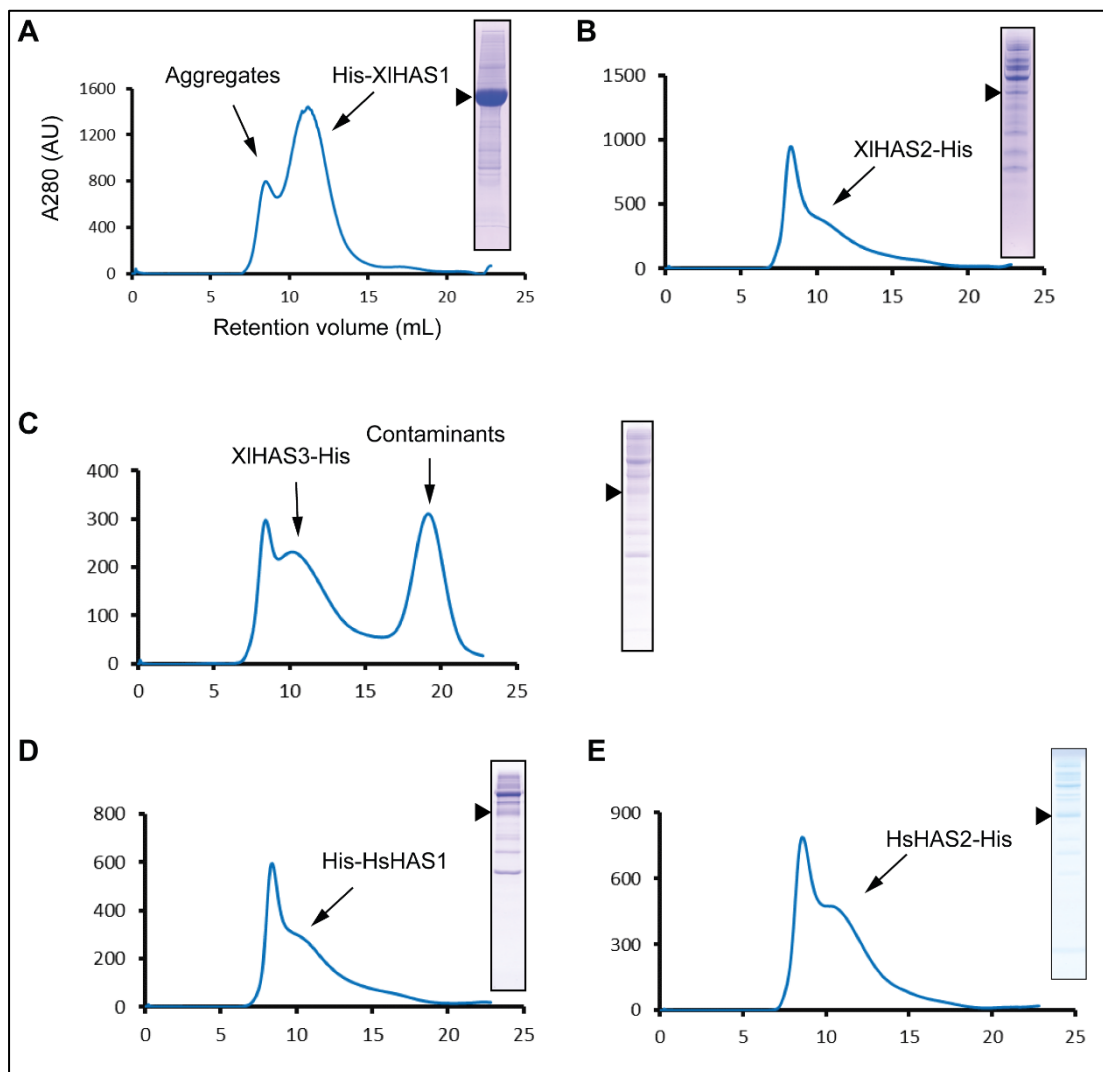 A
Aggregates
His-XlHAS1
A280 (AU)
1600
1200
800
400
0
0 5 10 15 20 25
Retention volume (mL)
B
XlHAS2-His
1500
1000
500
0
0 5 10 15 20 25
C
XlHAS3-His
Contaminants
400
300
200
100
0
0 5 10 15 20 25
D
His-HsHAS1
800
600
400
200
0
0 5 10 15 20 25
E
HsHAS2-His
900
600
300
0
0 5 10 15 20 25